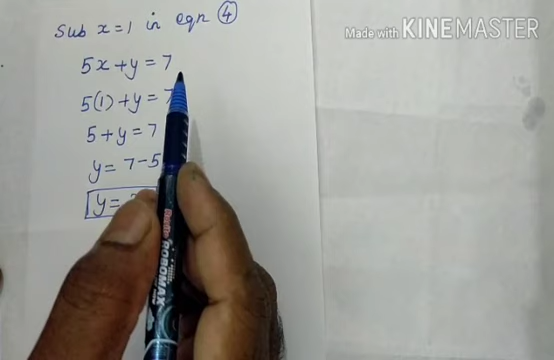 Sub x=1 in eqn ④
5x+y=7
5(1)+y=7
5+y=7
y=7-5
y=
Made with KINEMASTER
ROBOMAX